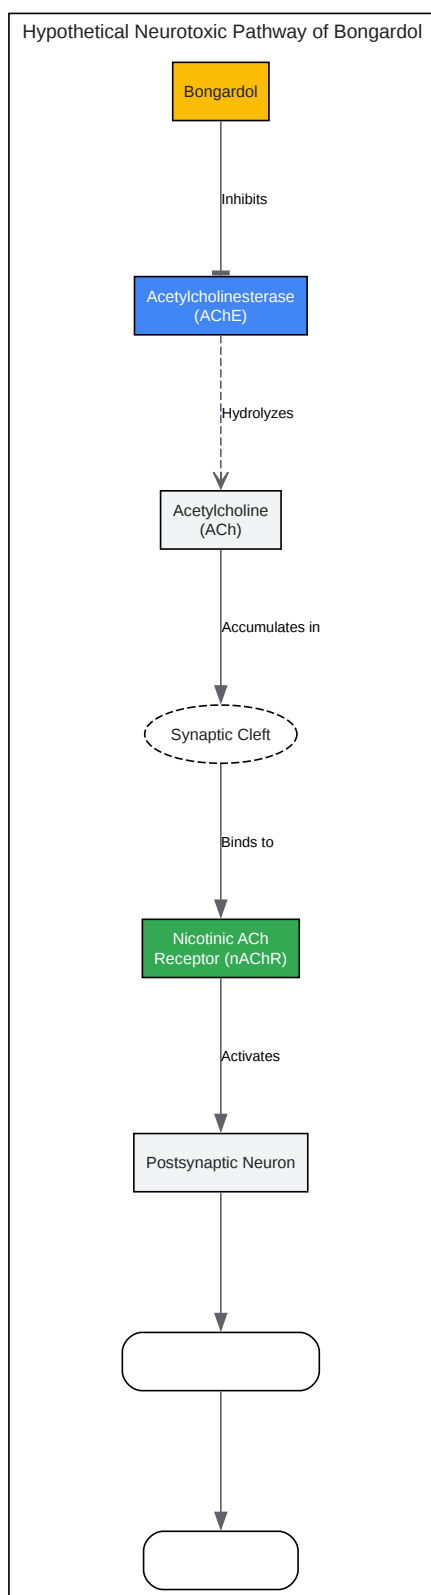 Hypothetical Neurotoxic Pathway of Bongardol
Bongardol
Inhibits
Acetylcholinesterase
(AChE)
Hydrolyzes
Acetylcholine
(ACh)
Accumulates in
Synaptic Cleft
Binds to
Nicotinic ACh
Receptor (nAChR)
Activates
Postsynaptic Neuron